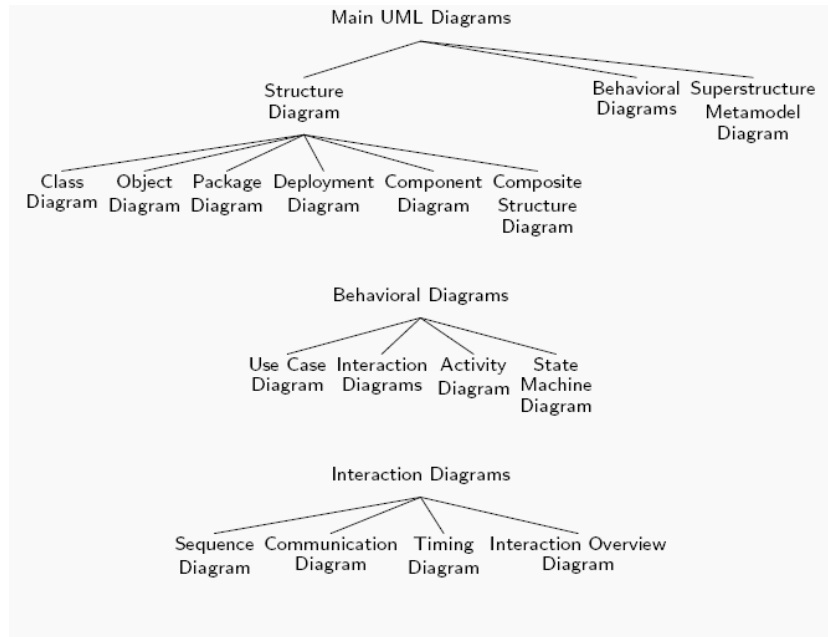 Main UML Diagrams
Structure Diagram
Behavioral Diagrams
Superstructure Metamodel Diagram
Class Diagram
Object Diagram
Package Diagram
Deployment Diagram
Component Diagram
Composite Structure Diagram
Behavioral Diagrams
Use Case Diagram
Interaction Diagrams
Activity Diagram
State Machine Diagram
Interaction Diagrams
Sequence Diagram
Communication Diagram
Timing Diagram
Interaction Overview Diagram